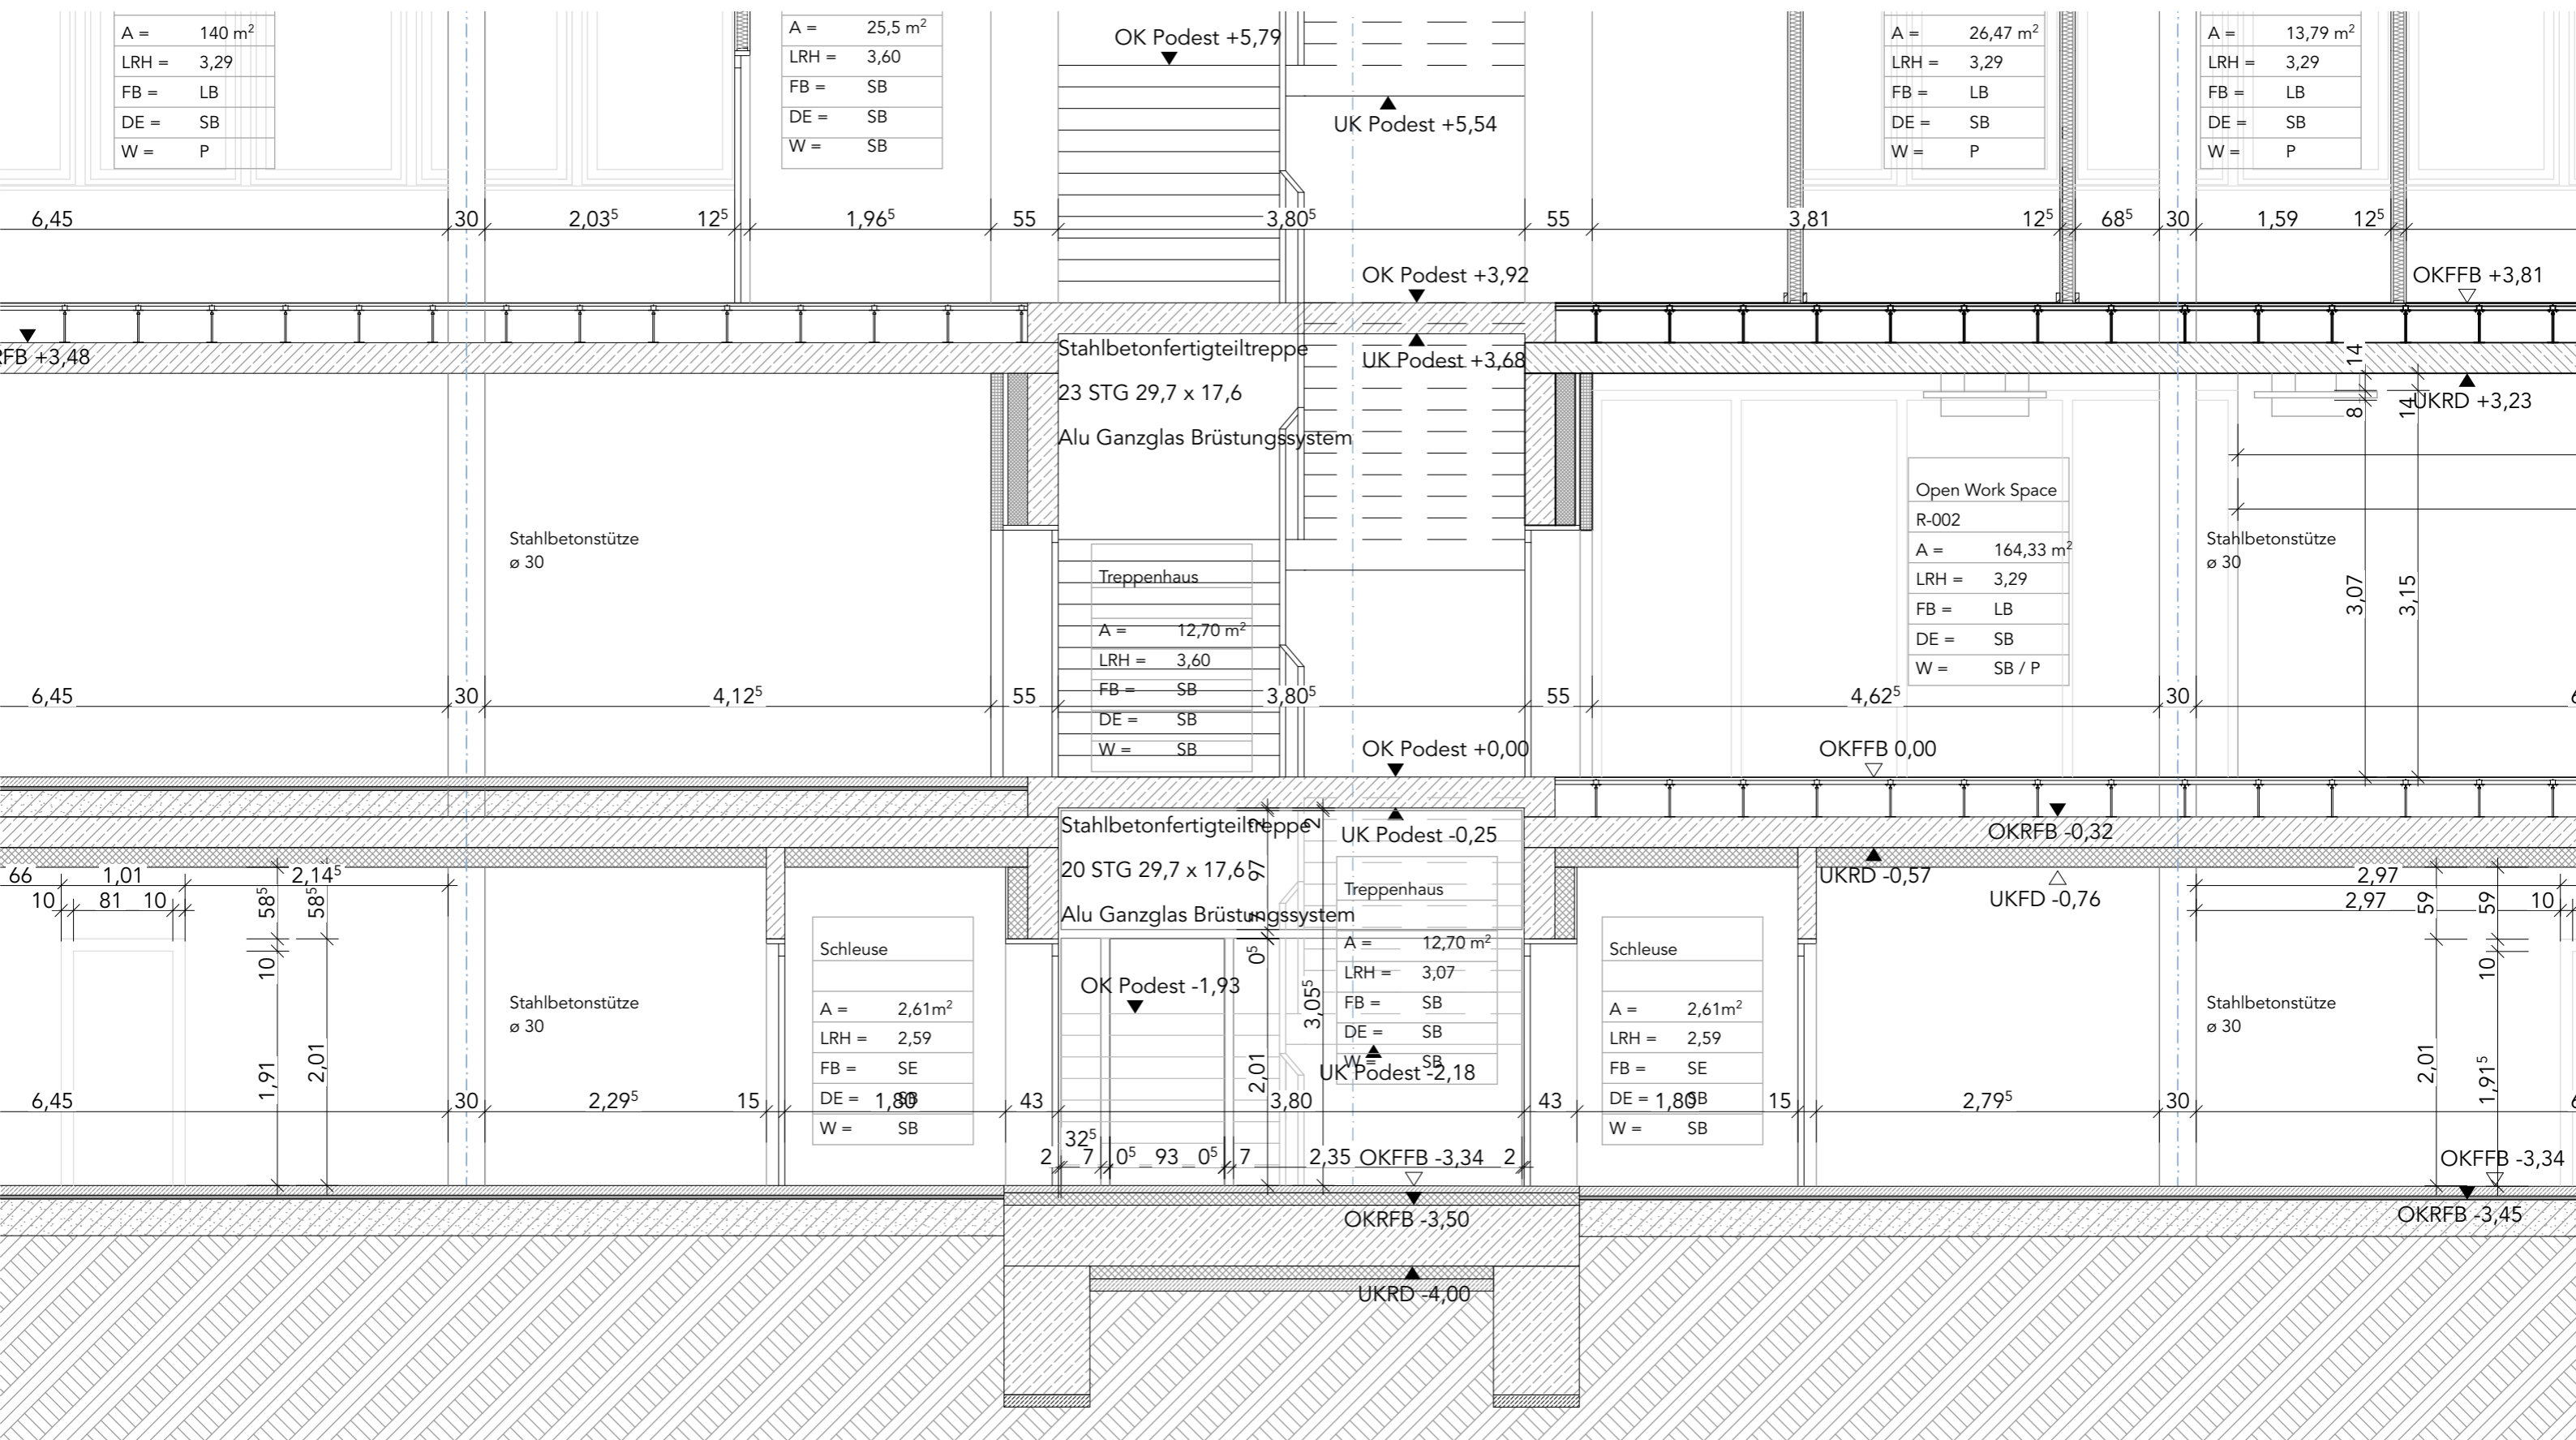 A = 140 m²
LRH = 3,29
FB = LB
DE = SB
W = P
A = 25,5 m²
LRH = 3,60
FB = SB
DE = SB
W = SB
OK Podest +5,79
UK Podest +5,54
A = 26,47 m²
LRH = 3,29
FB = LB
DE = SB
W = P
A = 13,79 m²
LRH = 3,29
FB = LB
DE = SB
W = P
6,45 30 2,03⁵ 12⁵ 1,96⁵ 55 3,80⁵ 55 3,81 12⁵ 68⁵ 30 1,59 12⁵
OK Podest +3,92
OKFFB +3,81
RFB +3,48
Stahlbetonfertigteiltreppe
23 STG 29,7 x 17,6
Alu Ganzglas Brüstungssystem
UK Podest +3,68
14
8
14
UKRD +3,23
Stahlbetonstütze
ø 30
Open Work Space
R-002
A = 164,33 m²
LRH = 3,29
FB = LB
DE = SB
W = SB / P
Stahlbetonstütze
ø 30
3,07
3,15
Treppenhaus
A = 12,70 m²
LRH = 3,60
FB = SB
DE = SB
W = SB
6,45 30 4,12⁵ 55 3,80⁵ 55 4,62⁵ 30
OK Podest +0,00
OKFFB 0,00
Stahlbetonfertigteiltreppe
20 STG 29,7 x 17,6
Alu Ganzglas Brüstungssystem
2
2
97
7
0⁵
3,05⁵
2,01
UK Podest -0,25
OKRFB -0,32
UKRD -0,57
UKFD -0,76
66 1,01 2,14⁵
10 81 10
58⁵
58⁵
10
1,91
2,01
2,97
2,97
10
59
59
10
2,01
1,91⁵
Stahlbetonstütze
ø 30
Schleuse
A = 2,61m²
LRH = 2,59
FB = SE
DE = SB
W = SB
OK Podest -1,93
Treppenhaus
A = 12,70 m²
LRH = 3,07
FB = SB
DE = SB
W = SB
UK Podest -2,18
Schleuse
A = 2,61m²
LRH = 2,59
FB = SE
DE = SB
W = SB
Stahlbetonstütze
ø 30
6,45 30 2,29⁵ 15 1,80 43 3,80 43 1,80 15 2,79⁵ 30
32⁵
2 7 0⁵ 93 0⁵ 7 2,35 2
OKFFB -3,34
OKFFB -3,34
OKRFB -3,50
OKRFB -3,45
UKRD -4,00